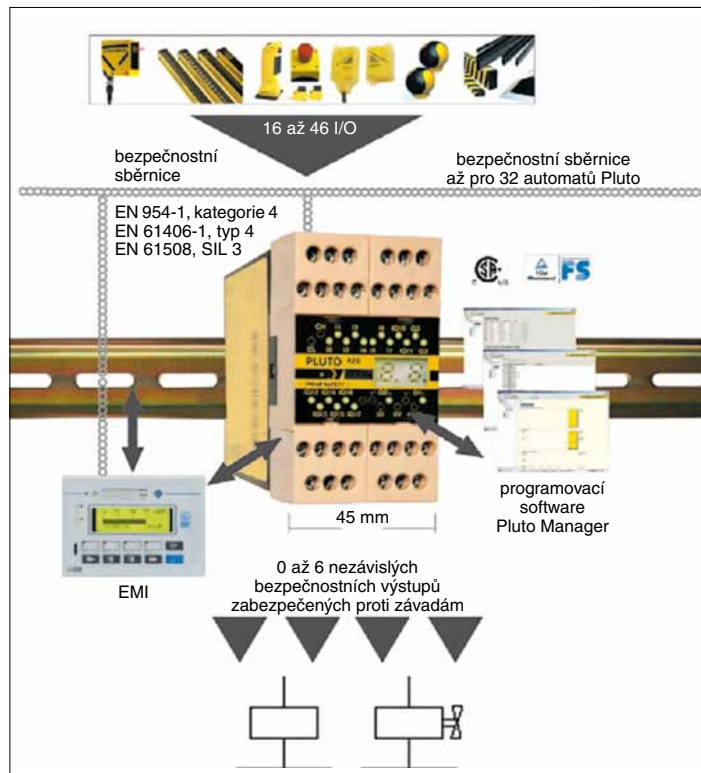 16 až 46 I/O
bezpečnostní
sběrnice
bezpečnostní sběrnice
až pro 32 automatů Pluto
EN 954-1, kategorie 4
EN 61406-1, typ 4
EN 61508, SIL 3
FS
PLUTO A20
programovací
software
Pluto Manager
45 mm
EMI
0 až 6 nezávislých
bezpečnostních výstupů
zabezpečených proti závadám